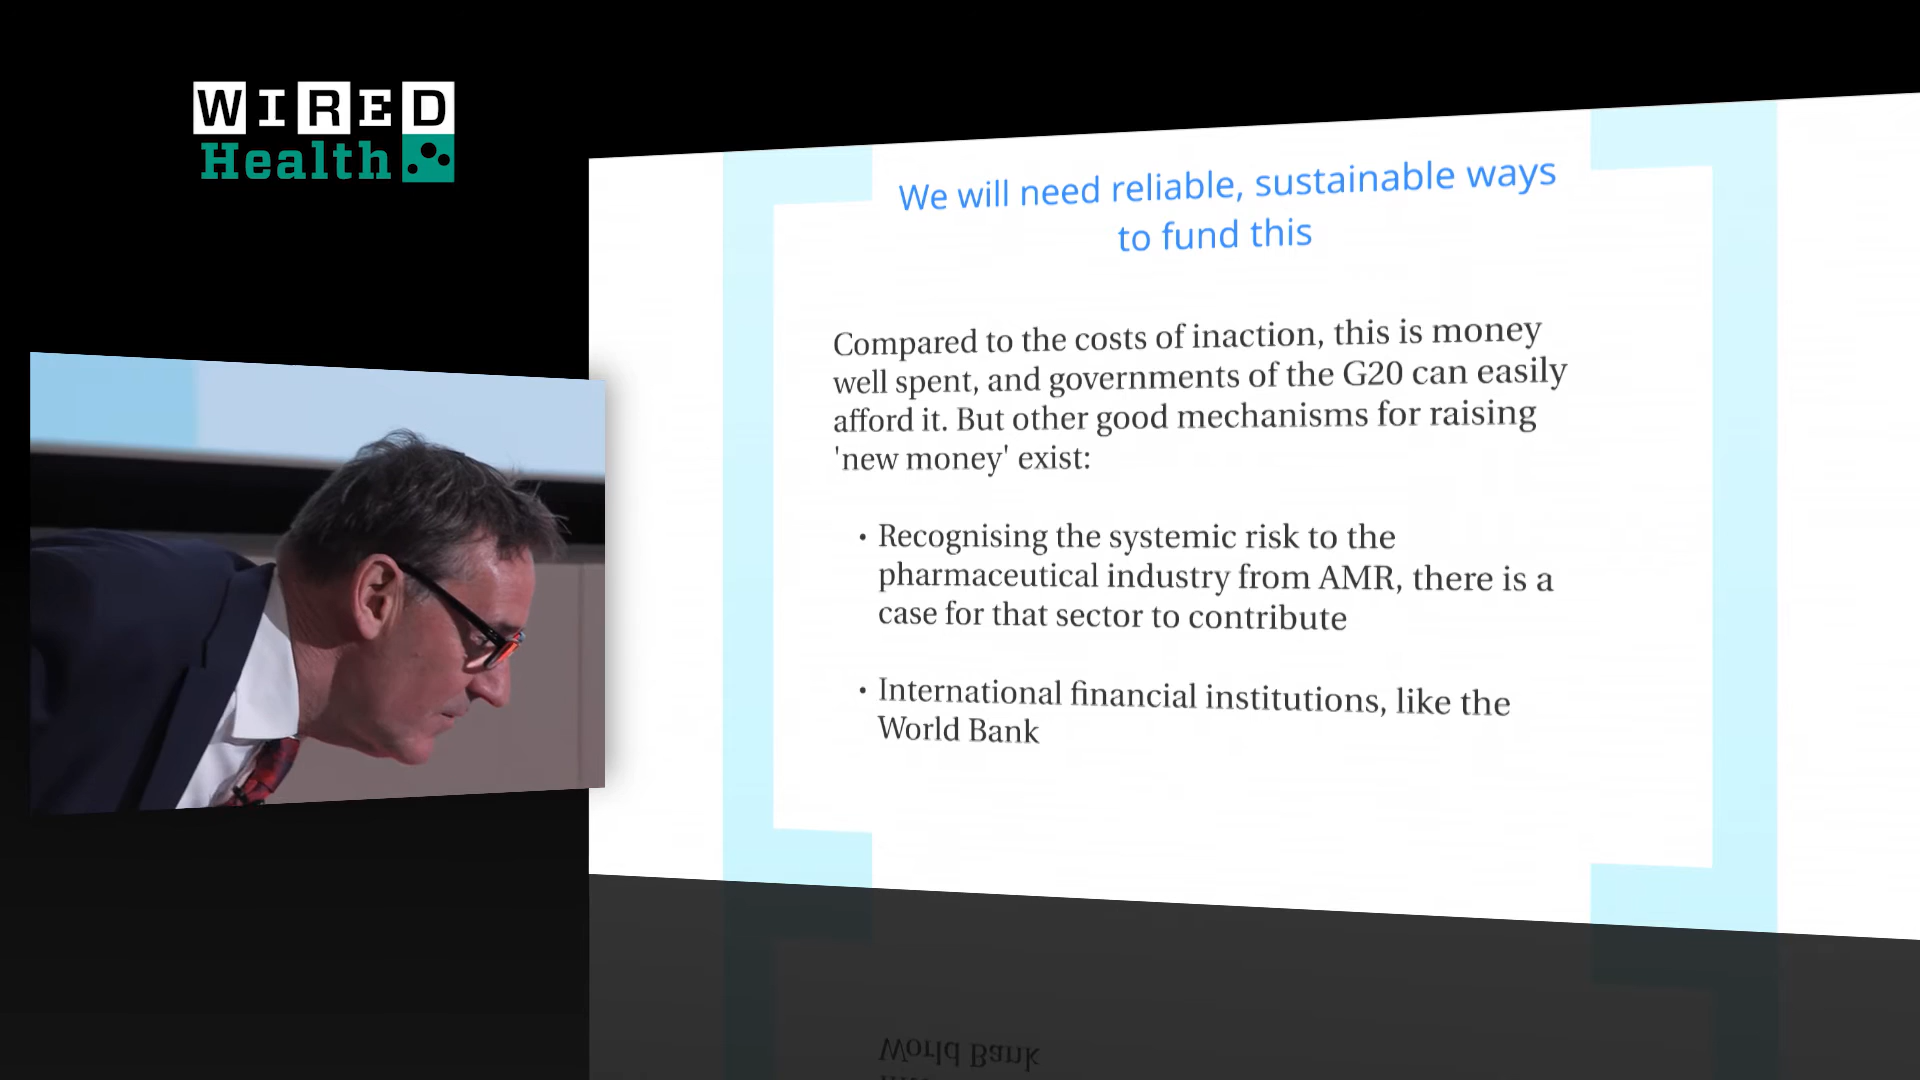 WIRED
Health
We will need reliable, sustainable ways
to fund this
Compared to the costs of inaction, this is money
well spent, and governments of the G20 can easily
afford it. But other good mechanisms for raising
'new money' exist:
• Recognising the systemic risk to the
pharmaceutical industry from AMR, there is a
case for that sector to contribute
• International financial institutions, like the
World Bank
World Bank